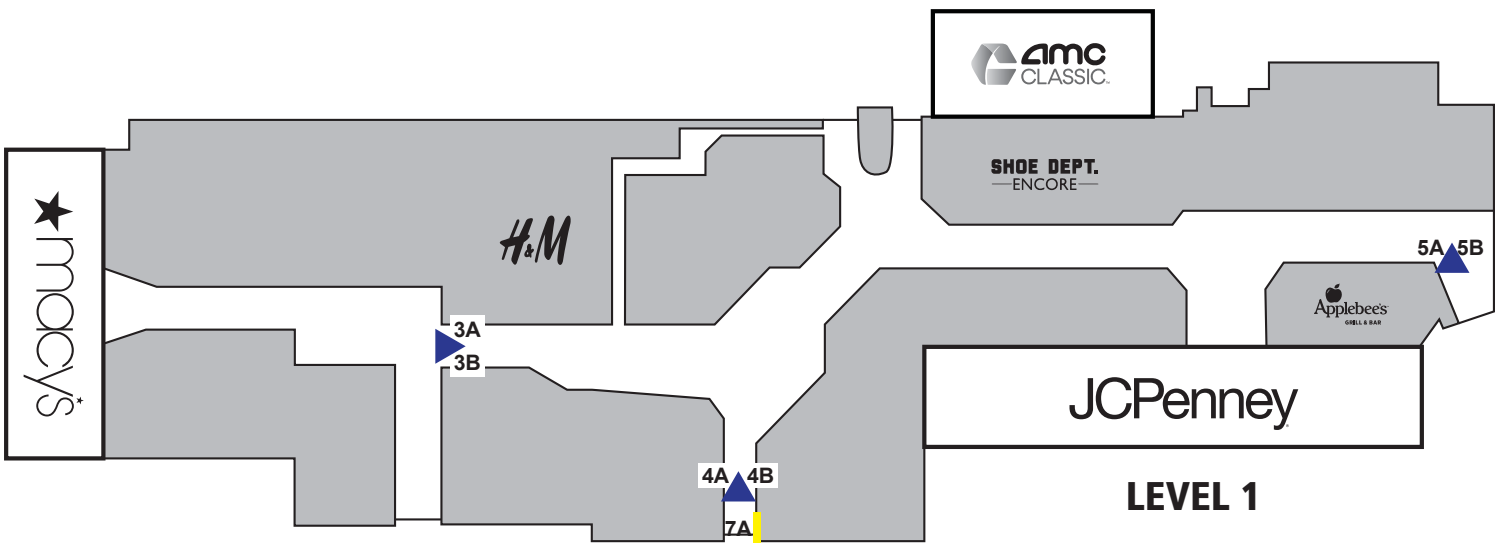 amc
CLASSIC
SHOE DEPT.
ENCORE
macy's
H&M
5A 5B
Applebee's
GRILL & BAR
3A
3B
JCPenney
4A 4B
LEVEL 1
7A